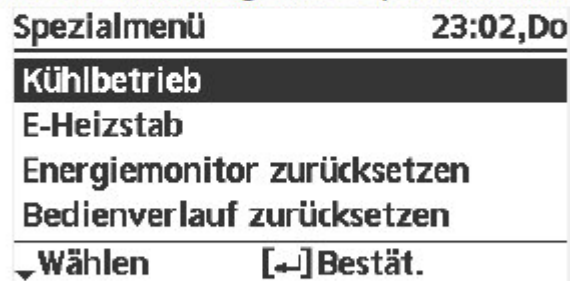 Spezialmenü 23:02,Do
Kühlbetrieb
E-Heizstab
Energiemonitor zurücksetzen
Bedienverlauf zurücksetzen
Wählen [↵]Bestät.